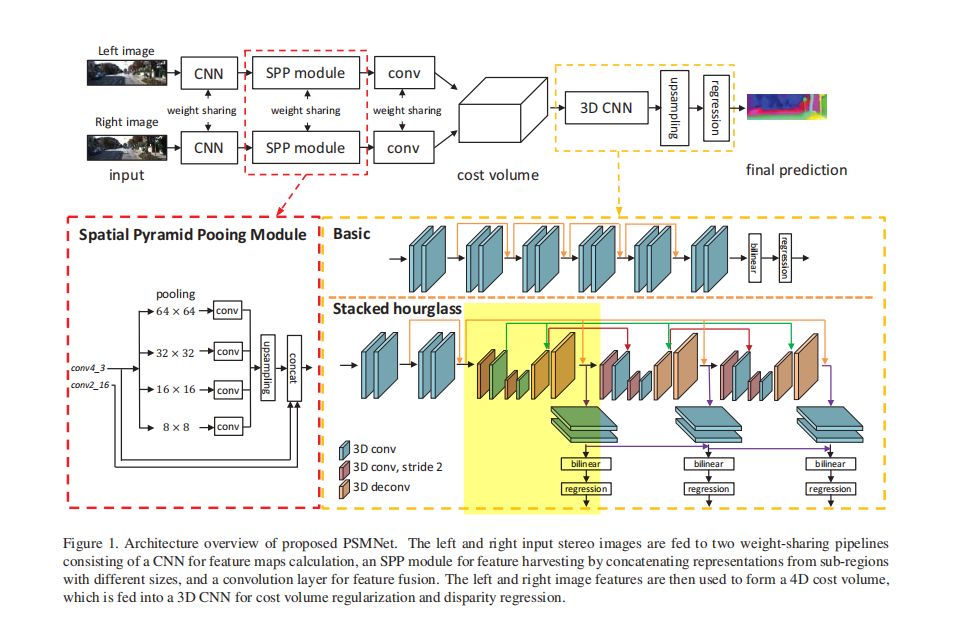 Left image
CNN
SPP module
conv
weight sharing
weight sharing
weight sharing
Right image
CNN
SPP module
conv
input
cost volume
3D CNN
upsampling
regression
final prediction
Spatial Pyramid Pooing Module
pooling
64 × 64
conv
32 × 32
conv
16 × 16
conv
8 × 8
conv
conv4_3
conv2_16
upsampling
concat
Basic
bilinear
regression
Stacked hourglass
3D conv
3D conv, stride 2
3D deconv
bilinear
bilinear
bilinear
regression
regression
regression
Figure 1. Architecture overview of proposed PSMNet. The left and right input stereo images are fed to two weight-sharing pipelines
consisting of a CNN for feature maps calculation, an SPP module for feature harvesting by concatenating representations from sub-regions
with different sizes, and a convolution layer for feature fusion. The left and right image features are then used to form a 4D cost volume,
which is fed into a 3D CNN for cost volume regularization and disparity regression.